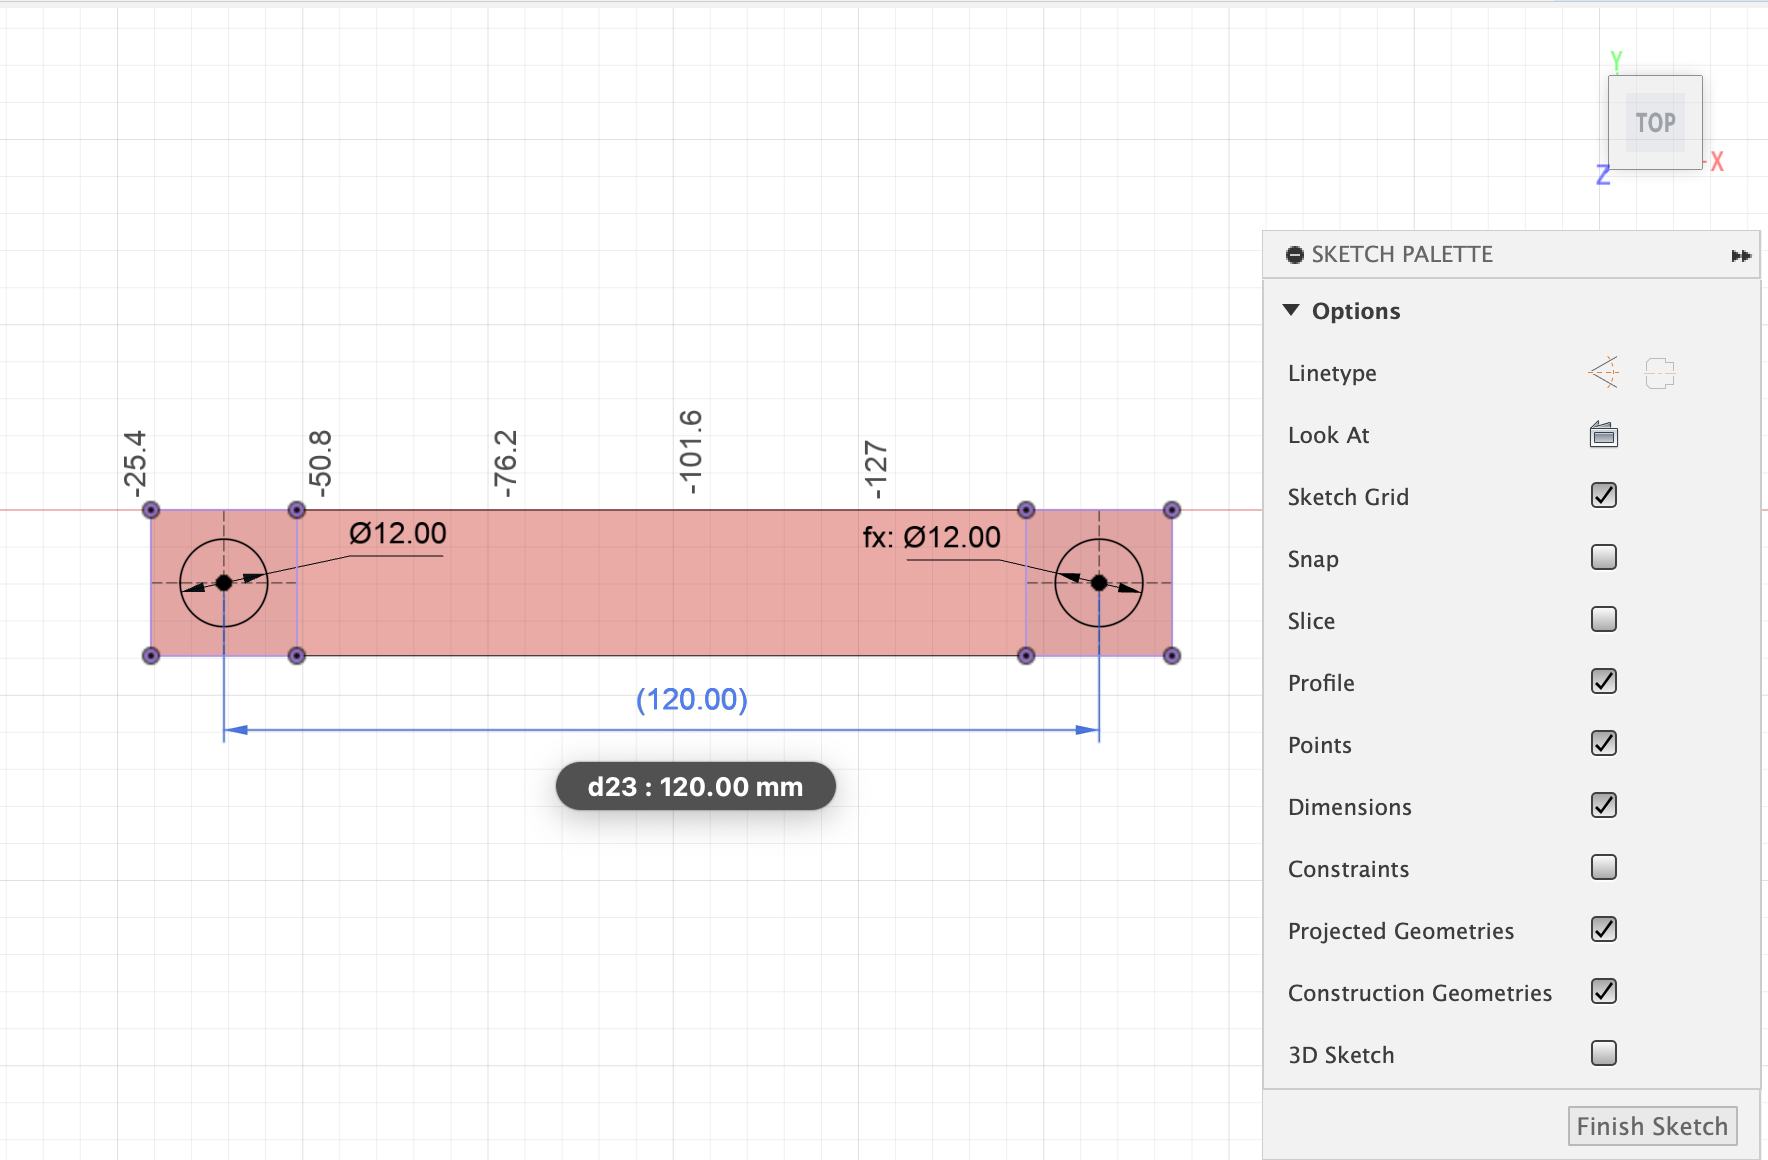 Y
TOP
X
Z
SKETCH PALETTE
Options
Linetype
Look At
Sketch Grid
Snap
Slice
Profile
Points
Dimensions
Constraints
Projected Geometries
Construction Geometries
3D Sketch
Finish Sketch
-25.4
-50.8
-76.2
-101.6
-127
Ø12.00
fx: Ø12.00
(120.00)
d23 : 120.00 mm